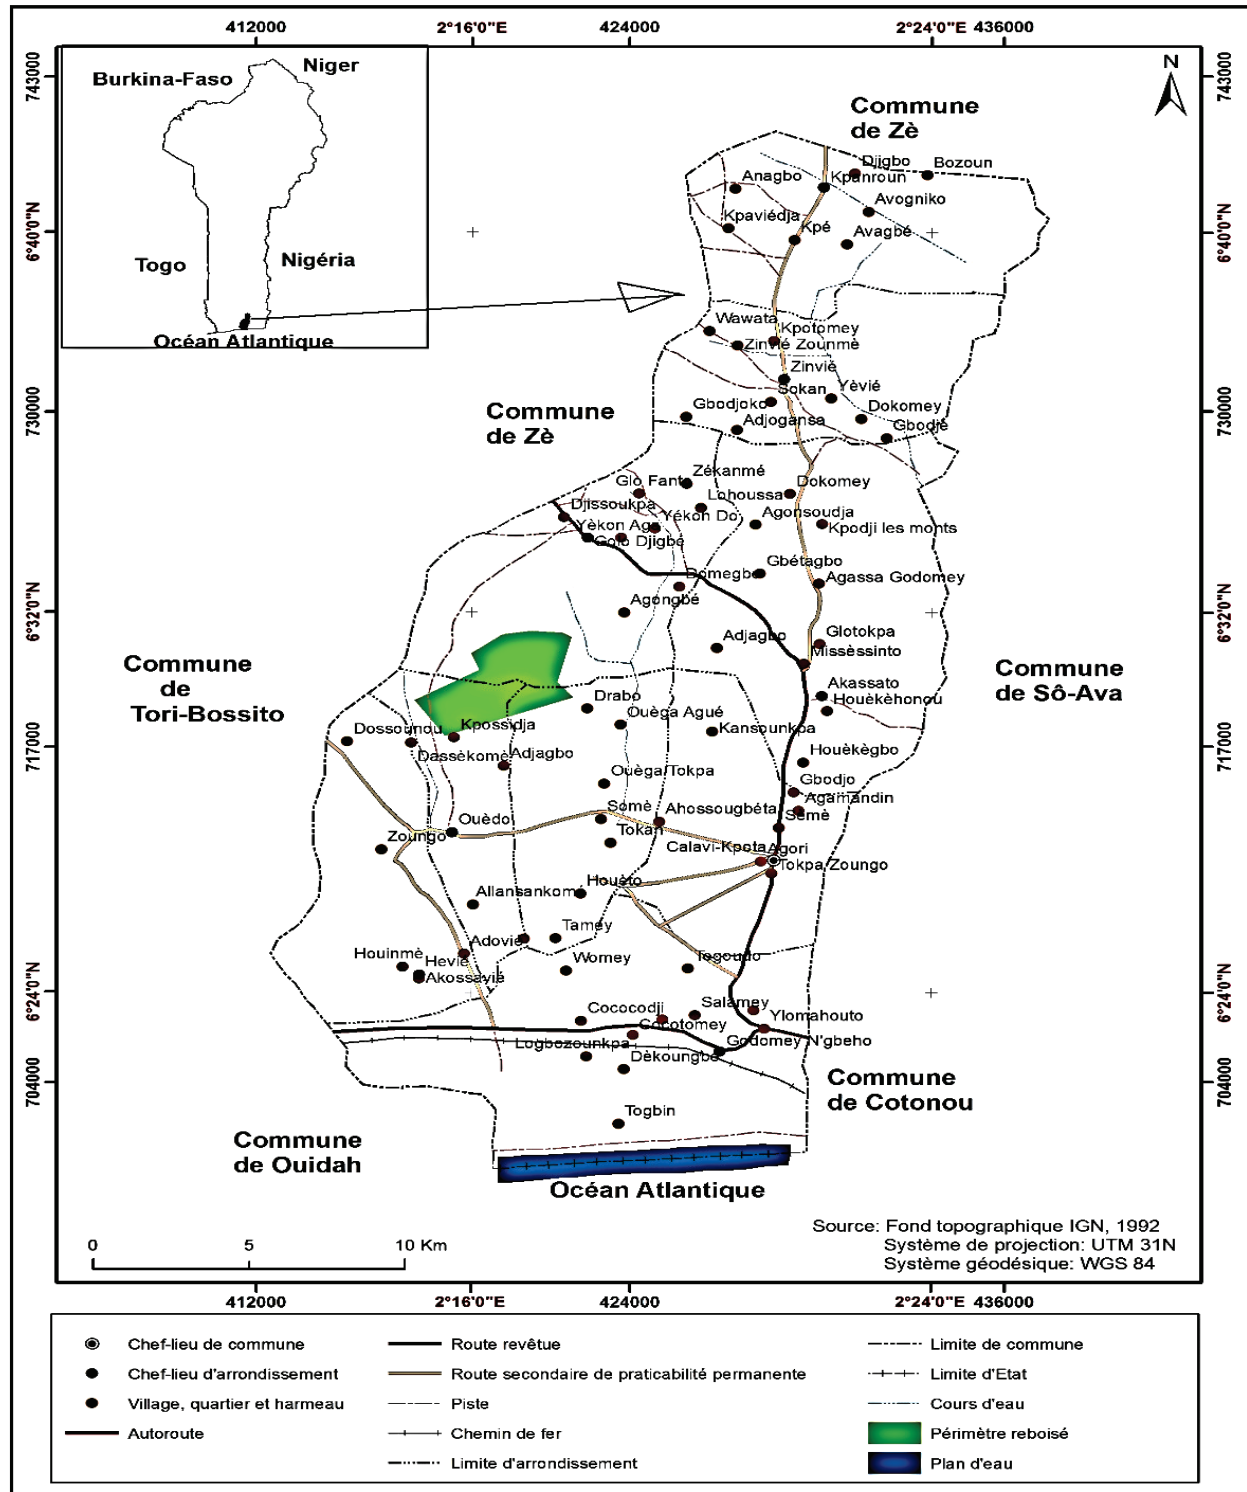 412000
2°16'0"E
424000
2°24'0"E
436000
743000
743000
Burkina-Faso
Niger
N
Togo
Nigéria
Océan Atlantique
Commune
de Zè
Djigbo
Bozoun
Anagbo
Kpanroun
Avogniko
Kpaviédja
Kpé
Avagbé
6°40'0"N
6°40'0"N
Wawata
Kpotomey
Zinvié Zounmè
Zinvié
Sokan
Yèvié
730000
730000
Commune
de Zè
Gbodjoko
Dokomey
Adjogansa
Gbodjè
Zékanmé
Glo Fanto
Lohoussa
Dokomey
Djissoukpa
Yékon Do
Agonsoudja
Kpodji les monts
Yèkon Aga
Golo Djigbé
Gbétagbo
Domegbo
Agassa Godomey
Agongbé
6°32'0"N
6°32'0"N
Adjagbo
Glotokpa
Missèssinto
Commune
de
Tori-Bossito
Commune
de Sô-Ava
Akassato
Houèkèhonou
Drabo
Ouèga Agué
Kansounkpa
Dossounou
Kpossidja
Dassèkomè
Adjagbo
717000
717000
Houèkègbo
Ouèga Tokpa
Gbodjo
Agamandin
Somè
Ahossougbéta
Sèmè
Ouèdo
Tokan
Zoungo
Calavi-Kpota
Agori
Tokpa Zoungo
Houèto
Allansankomé
Adovié
Tamey
Houinmè
Hevié
Akossavié
Womey
Togoudo
6°24'0"N
6°24'0"N
Cococodji
Salamey
Ylomahouto
Cocotomey
Logbozounkpa
Godomey N'gbeho
Dèkoungbé
704000
704000
Commune
de Cotonou
Togbin
Commune
de Ouidah
Océan Atlantique
Source: Fond topographique IGN, 1992
Système de projection: UTM 31N
Système géodésique: WGS 84
0
5
10 Km
412000
2°16'0"E
424000
2°24'0"E
436000
Chef-lieu de commune
Chef-lieu d'arrondissement
Village, quartier et harmeau
Autoroute
Route revêtue
Route secondaire de praticabilité permanente
Piste
Chemin de fer
Limite d'arrondissement
Limite de commune
Limite d'Etat
Cours d'eau
Périmètre reboisé
Plan d'eau